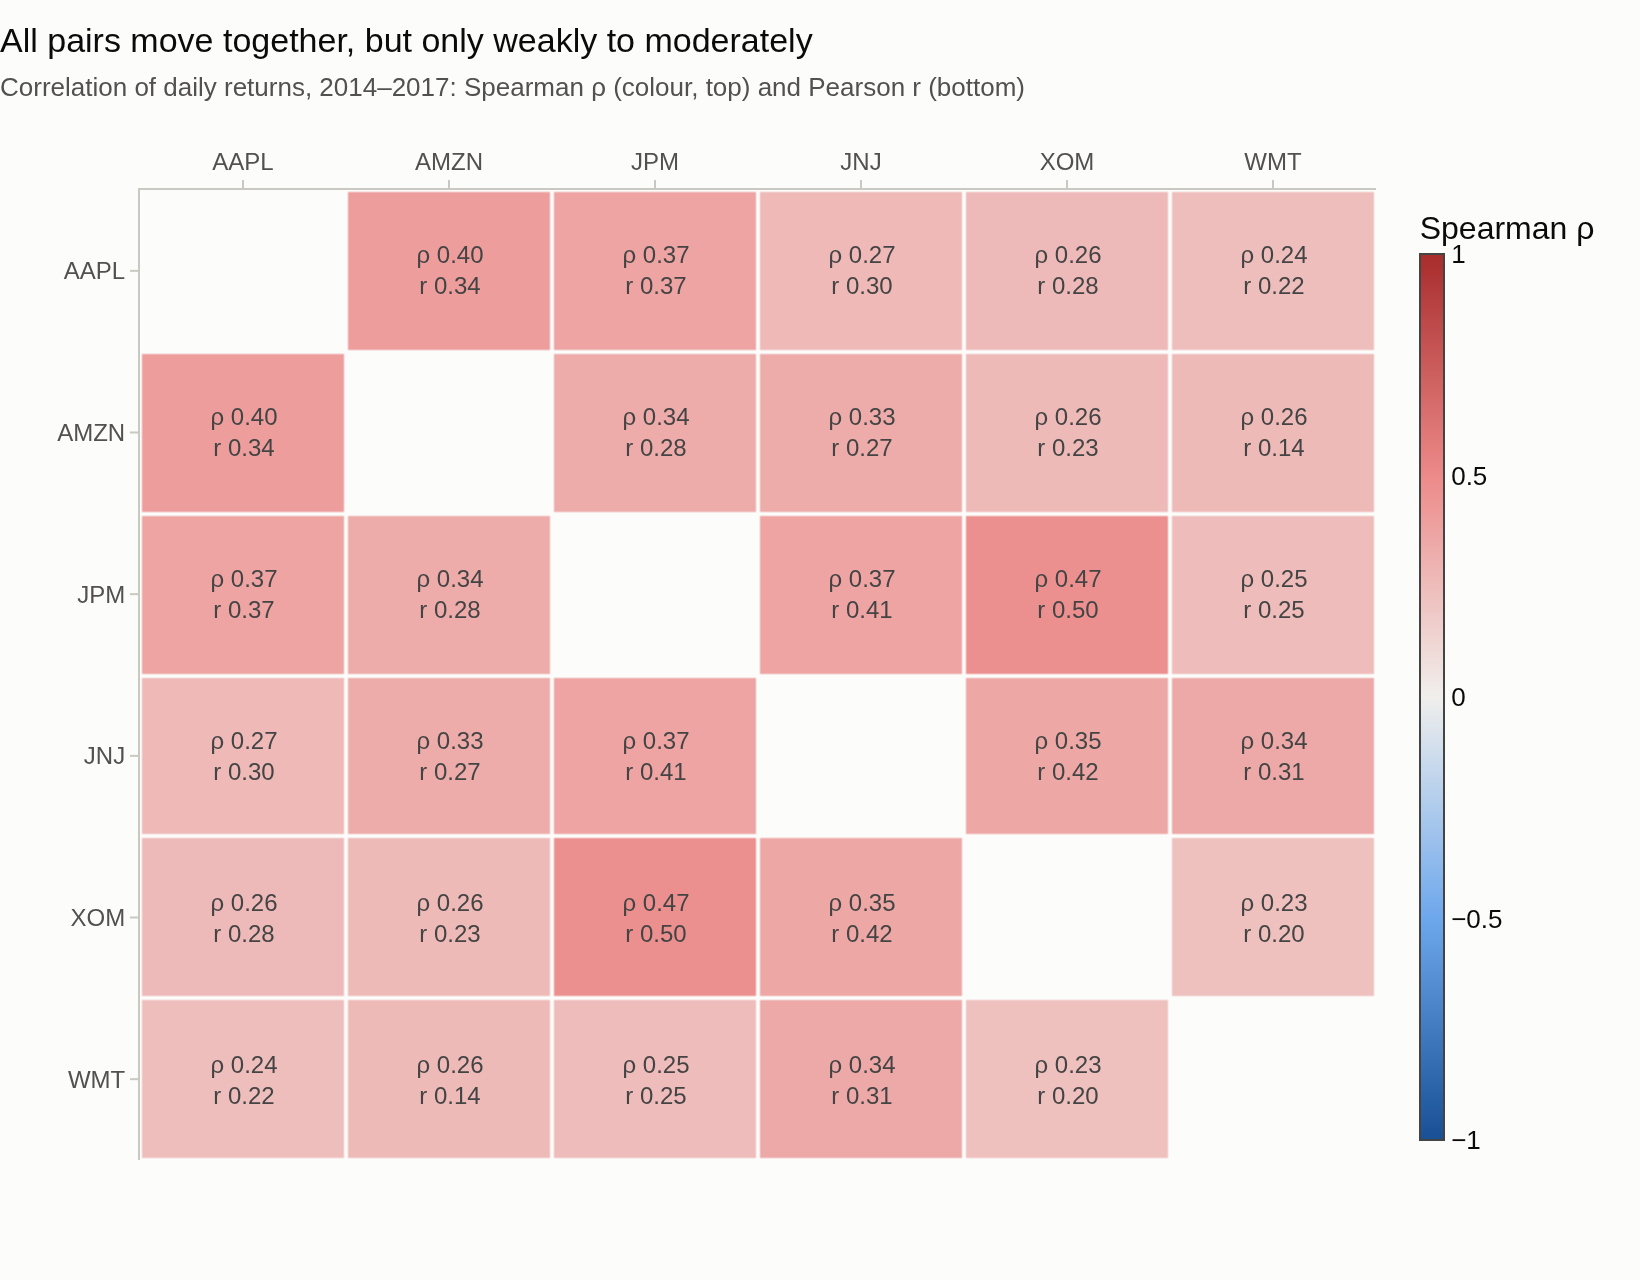 All pairs move together, but only weakly to moderately
Correlation of daily returns, 2014–2017: Spearman ρ (colour, top) and Pearson r (bottom)
AAPL AMZN JPM JNJ XOM WMT
Spearman ρ
AAPL
ρ 0.40 ρ 0.37 ρ 0.27 ρ 0.26 ρ 0.24
r 0.34 r 0.37 r 0.30 r 0.28 r 0.22
AMZN
ρ 0.40 ρ 0.34 ρ 0.33 ρ 0.26 ρ 0.26
r 0.34 r 0.28 r 0.27 r 0.23 r 0.14
JPM
ρ 0.37 ρ 0.34 ρ 0.37 ρ 0.47 ρ 0.25
r 0.37 r 0.28 r 0.41 r 0.50 r 0.25
JNJ
ρ 0.27 ρ 0.33 ρ 0.37 ρ 0.35 ρ 0.34
r 0.30 r 0.27 r 0.41 r 0.42 r 0.31
XOM
ρ 0.26 ρ 0.26 ρ 0.47 ρ 0.35 ρ 0.23
r 0.28 r 0.23 r 0.50 r 0.42 r 0.20
WMT
ρ 0.24 ρ 0.26 ρ 0.25 ρ 0.34 ρ 0.23
r 0.22 r 0.14 r 0.25 r 0.31 r 0.20
1
0.5
0
−0.5
−1